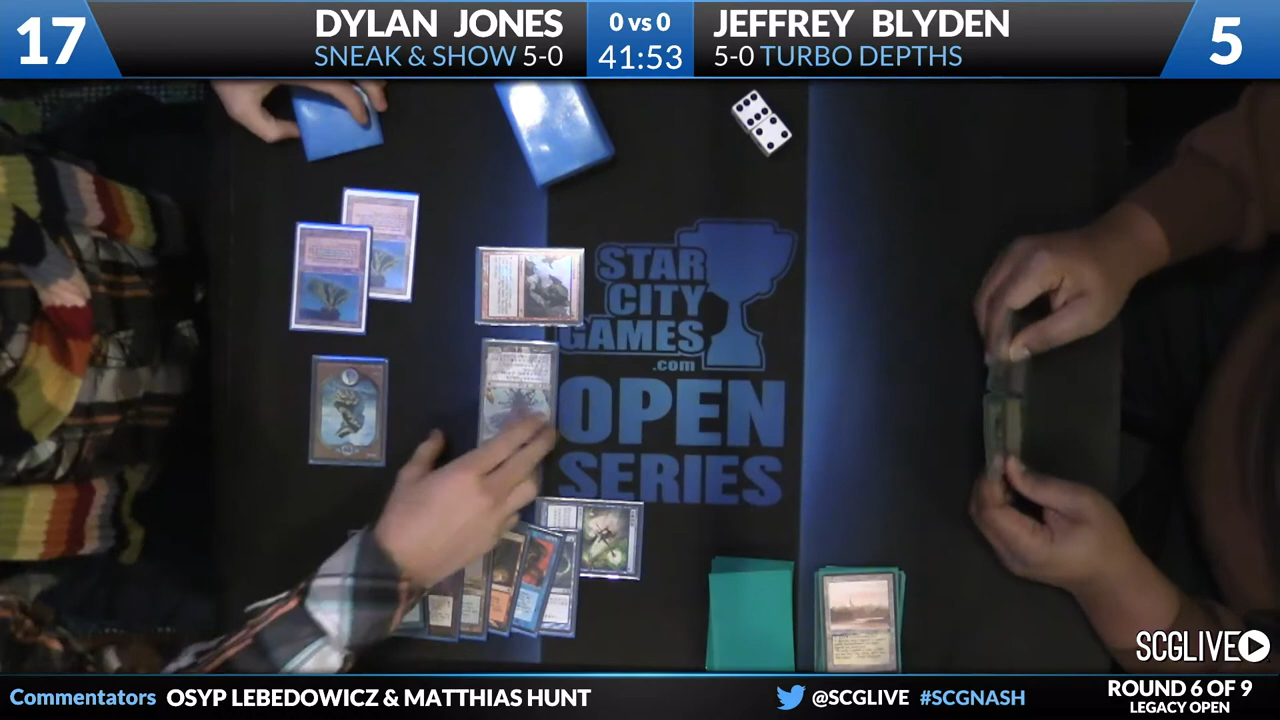 17
DYLAN JONES
SNEAK & SHOW 5-0
0 vs 0
41:53
JEFFREY BLYDEN
5-0 TURBO DEPTHS
5
STAR
CITY
GAMES
.com
OPEN
SERIES
SCGLIVE
Commentators OSYP LEBEDOWICZ & MATTHIAS HUNT
@SCGLIVE #SCGNASH
ROUND 6 OF 9
LEGACY OPEN